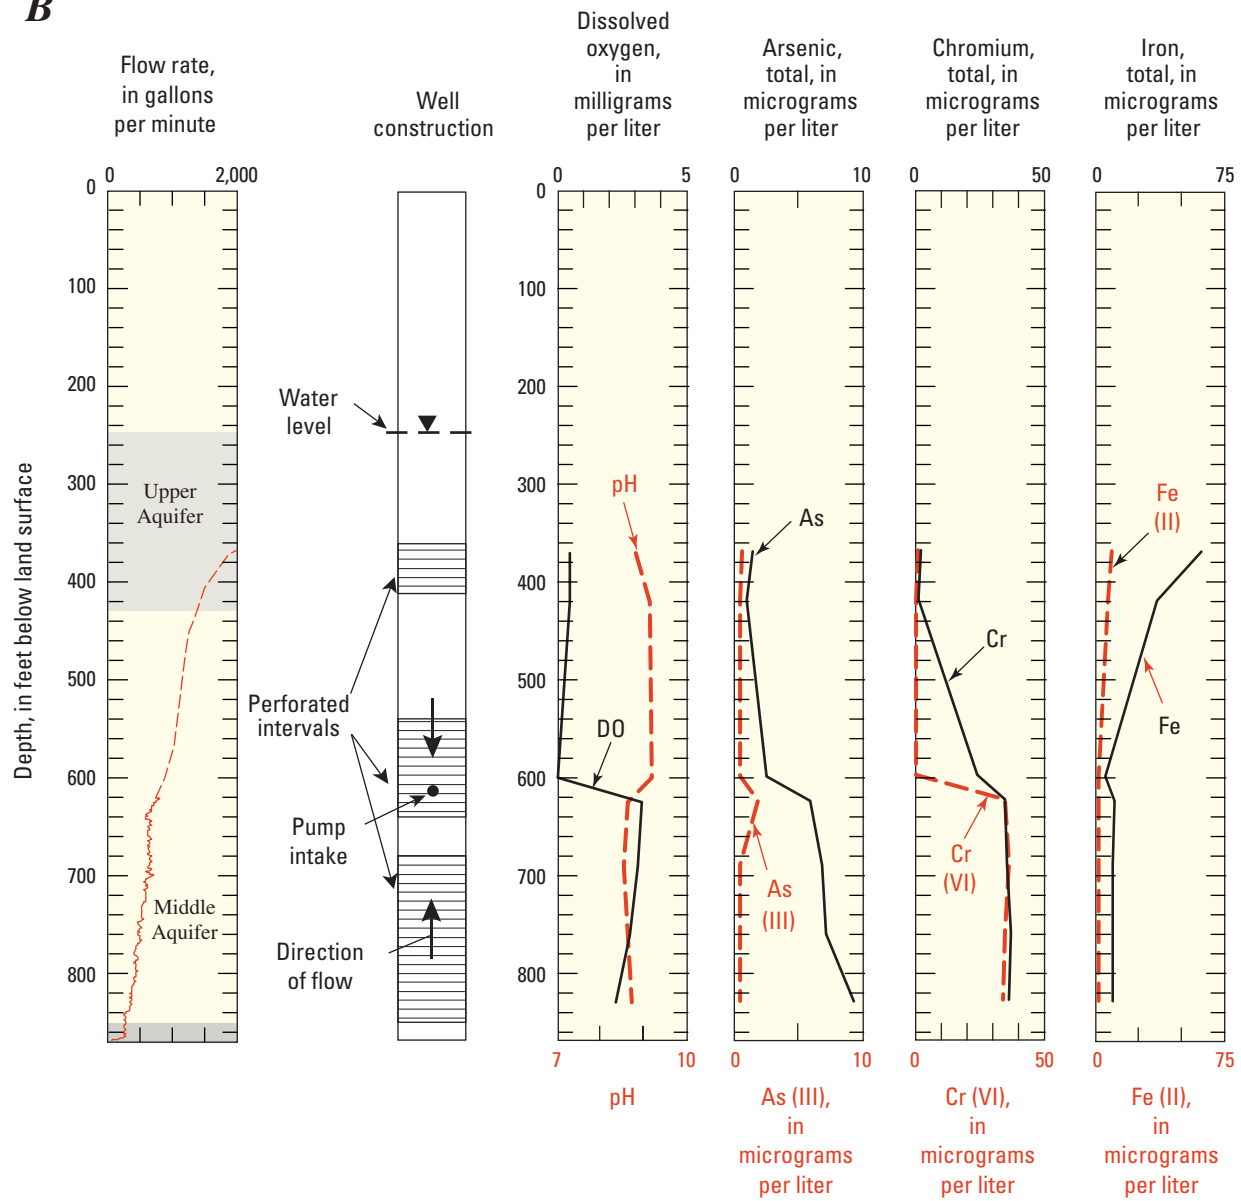 B
Flow rate,
in gallons
per minute
Well
construction
Dissolved
oxygen,
in
milligrams
per liter
Arsenic,
total, in
micrograms
per liter
Chromium,
total, in
micrograms
per liter
Iron,
total, in
micrograms
per liter
0 2,000
0 5
0 10
0 50
0 75
Depth, in feet below land surface
0
100
200
300
400
500
600
700
800
Upper
Aquifer
Middle
Aquifer
Water
level
Perforated
intervals
Pump
intake
Direction
of flow
0
100
200
300
400
500
600
700
800
pH
DO
As
As
(III)
Cr
Cr
(VI)
Fe
(II)
Fe
7 10
pH
0 10
As (III),
in
micrograms
per liter
0 50
Cr (VI),
in
micrograms
per liter
0 75
Fe (II),
in
micrograms
per liter